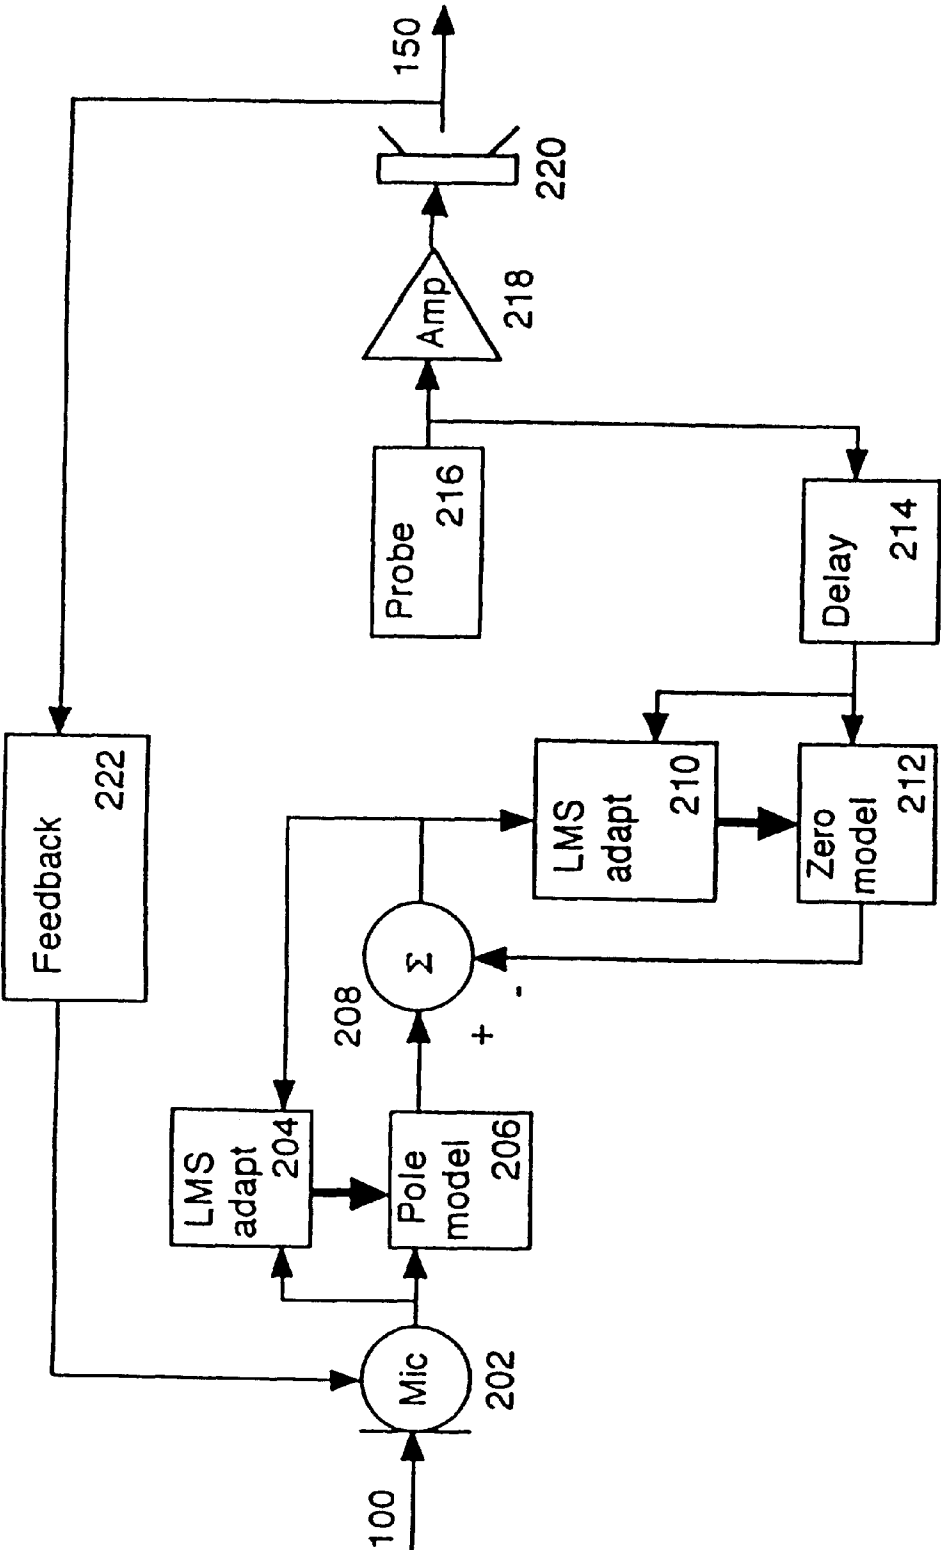 Feedback
222
LMS
adapt
204
208
Σ
+
-
150
100
Mic
202
Pole
model
206
LMS
adapt
210
Zero
model
212
Probe
216
Amp
218
220
Delay
214